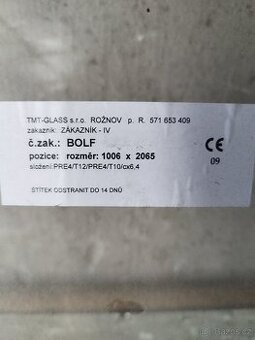 TMT-GLASS s.r.o. ROŽNOV p. R. 571 653 409
zakaznik: ZÁKAZNÍK - IV
č.zak.: BOLF
pozice: rozměr: 1006 x 2065
složení:PRE4/T12/PRE4/T10/cx6,4
CE
09
ŠTÍTEK ODSTRANIT DO 14 DNŮ